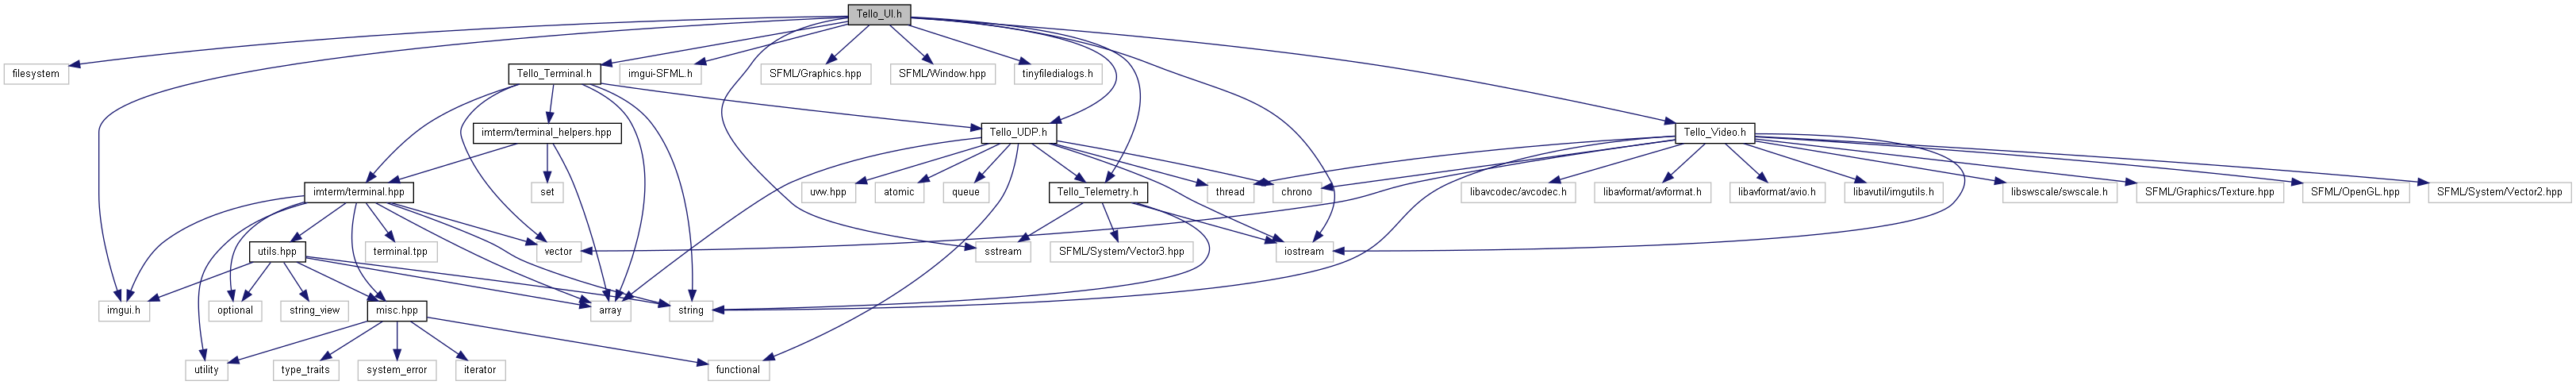 Tello_UI.h
filesystem
Tello_Terminal.h
imgui-SFML.h
SFML/Graphics.hpp
SFML/Window.hpp
tinyfiledialogs.h
imterm/terminal_helpers.hpp
Tello_UDP.h
Tello_Video.h
imterm/terminal.hpp
set
uvw.hpp
atomic
queue
Tello_Telemetry.h
thread
chrono
libavcodec/avcodec.h
libavformat/avformat.h
libavformat/avio.h
libavutil/imgutils.h
libswscale/swscale.h
SFML/Graphics/Texture.hpp
SFML/OpenGL.hpp
SFML/System/Vector2.hpp
utils.hpp
terminal.tpp
vector
sstream
SFML/System/Vector3.hpp
iostream
imgui.h
optional
string_view
misc.hpp
array
string
utility
type_traits
system_error
iterator
functional